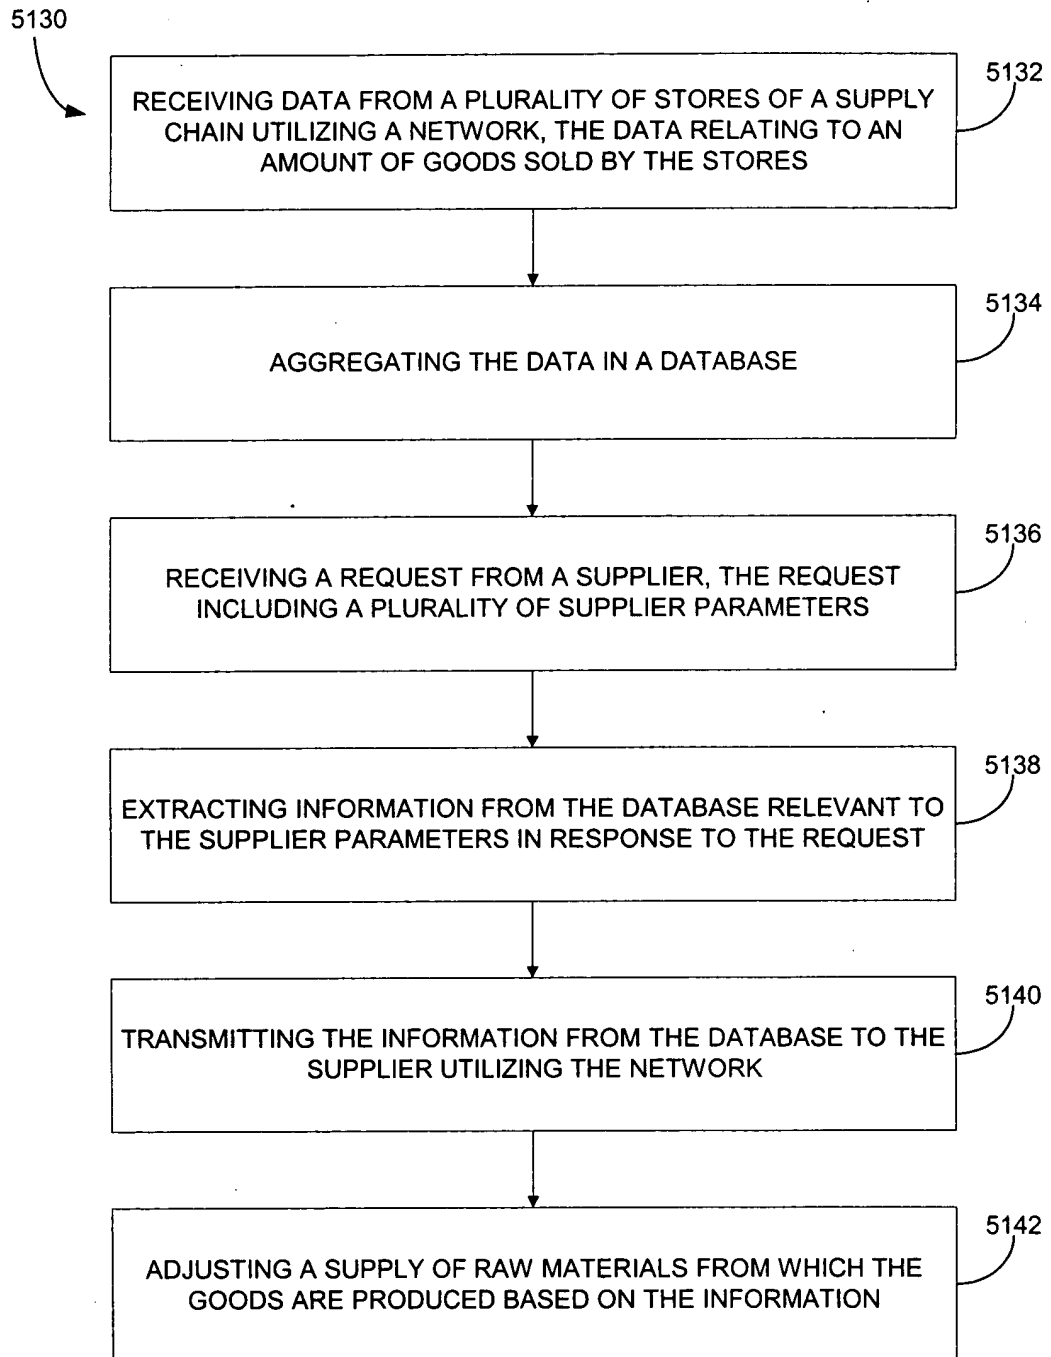 5130
5132
RECEIVING DATA FROM A PLURALITY OF STORES OF A SUPPLY
CHAIN UTILIZING A NETWORK, THE DATA RELATING TO AN
AMOUNT OF GOODS SOLD BY THE STORES
5134
AGGREGATING THE DATA IN A DATABASE
5136
RECEIVING A REQUEST FROM A SUPPLIER, THE REQUEST
INCLUDING A PLURALITY OF SUPPLIER PARAMETERS
5138
EXTRACTING INFORMATION FROM THE DATABASE RELEVANT TO
THE SUPPLIER PARAMETERS IN RESPONSE TO THE REQUEST
5140
TRANSMITTING THE INFORMATION FROM THE DATABASE TO THE
SUPPLIER UTILIZING THE NETWORK
5142
ADJUSTING A SUPPLY OF RAW MATERIALS FROM WHICH THE
GOODS ARE PRODUCED BASED ON THE INFORMATION